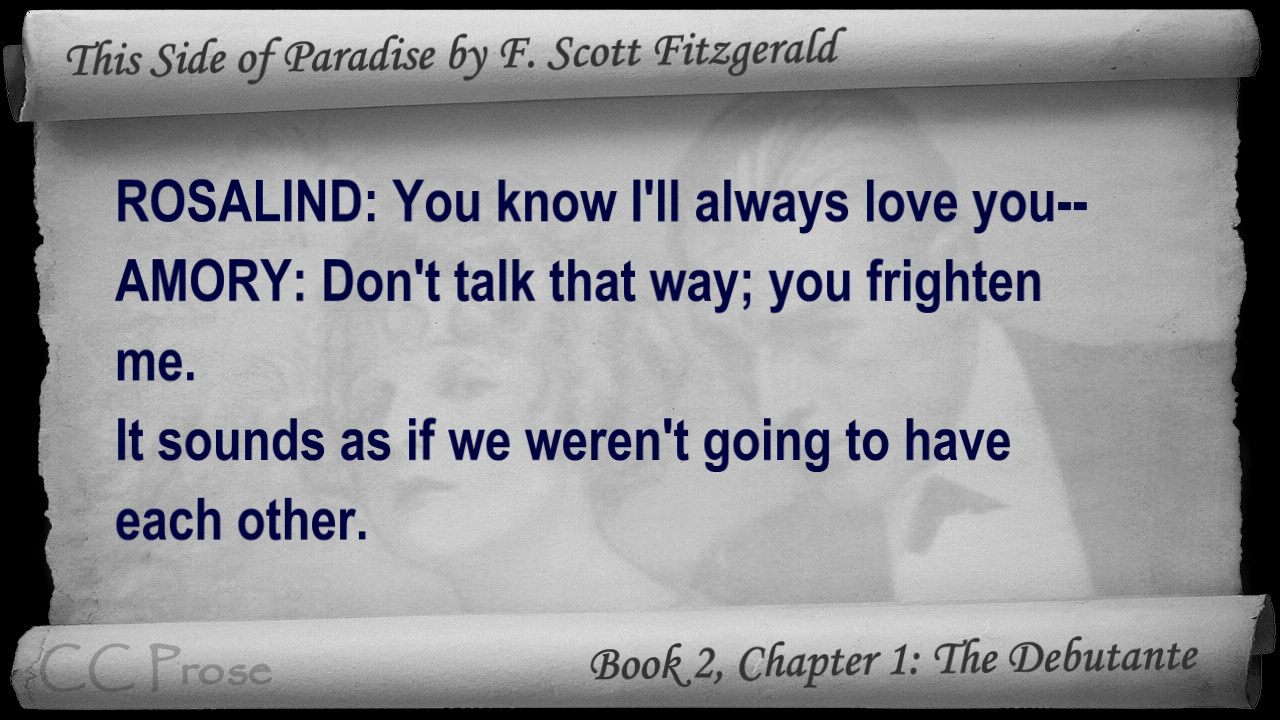 This Side of Paradise by F. Scott Fitzgerald
ROSALIND: You know I'll always love you--
AMORY: Don't talk that way; you frighten
me.
It sounds as if we weren't going to have
each other.
CC Prose
Book 2, Chapter 1: The Debutante